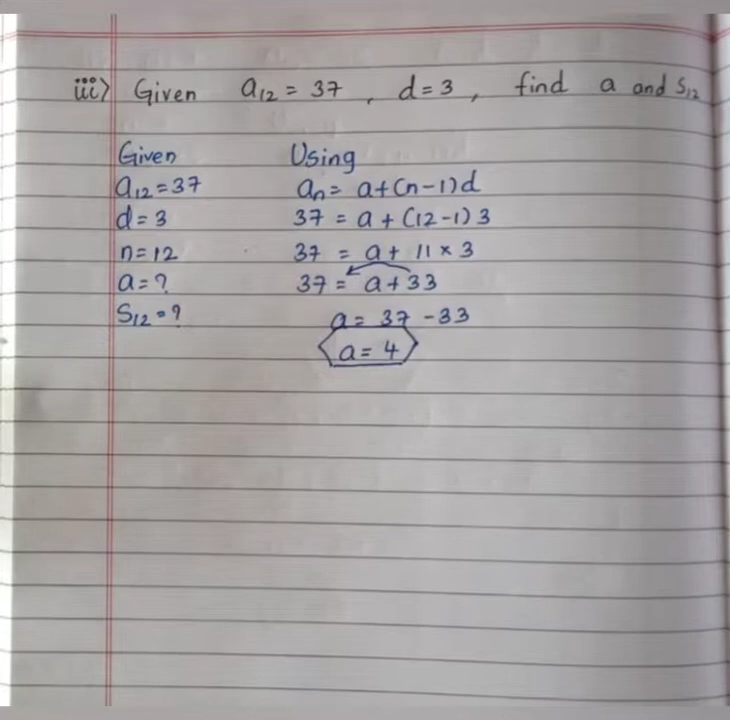 iii) Given a₁₂ = 37 , d = 3 , find a and S₁₂
Given
a₁₂ = 37
d = 3
n = 12
a = ?
S₁₂ = ?
Using
aₙ = a + (n - 1) d
37 = a + (12 - 1) 3
37 = a + 11 × 3
37 = a + 33
a = 37 - 33
a = 4